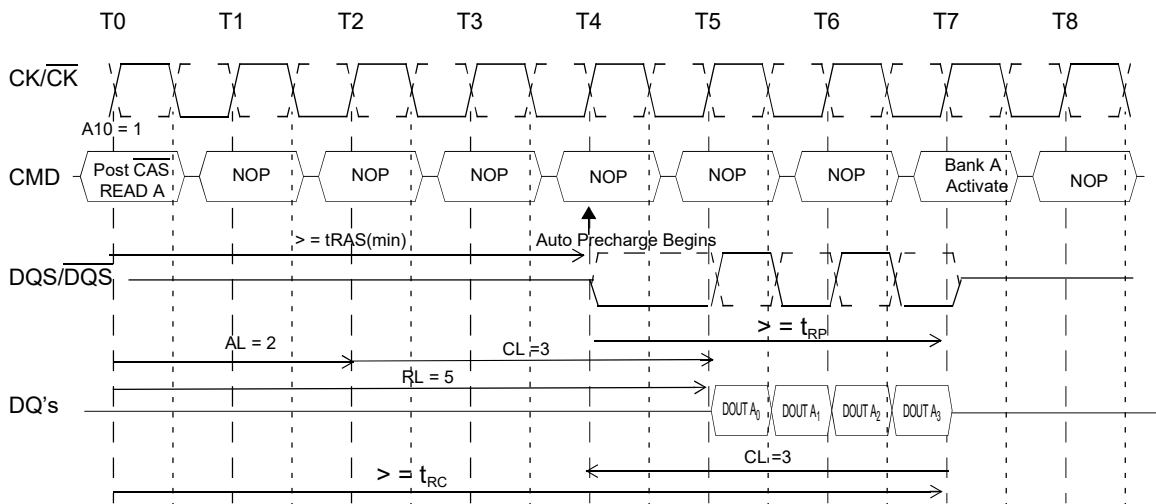 T0 T1 T2 T3 T4 T5 T6 T7 T8
CK/CK
A10 = 1
CMD
Post CAS
READ A
NOP
NOP
NOP
NOP
NOP
NOP
Bank A
Activate
NOP
> = tRAS(min)
Auto Precharge Begins
DQS/DQS
> = tRP
AL = 2
CL =3
RL = 5
DQ's
DOUT A0
DOUT A1
DOUT A2
DOUT A3
CL =3
> = tRC